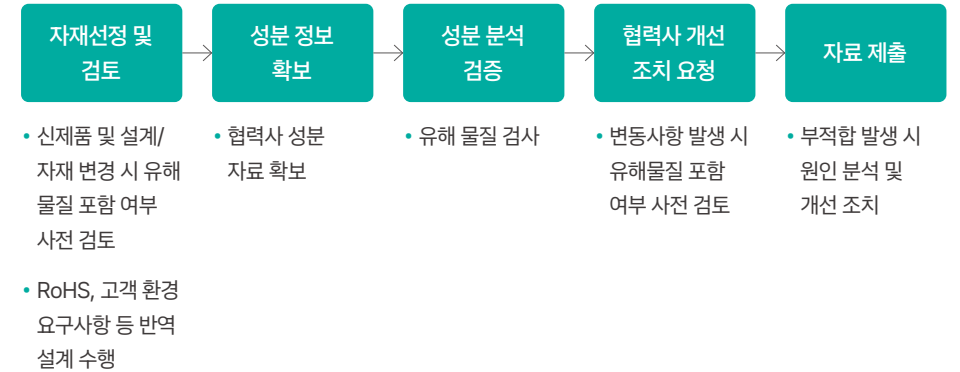 자재선정 및
검토
성분 정보
확보
성분 분석
검증
협력사 개선
조치 요청
자료 제출
• 신제품 및 설계/
자재 변경 시 유해
물질 포함 여부
사전 검토
• RoHS, 고객 환경
요구사항 등 반역
설계 수행
• 협력사 성분
자료 확보
• 유해 물질 검사
• 변동사항 발생 시
유해물질 포함
여부 사전 검토
• 부적합 발생 시
원인 분석 및
개선 조치